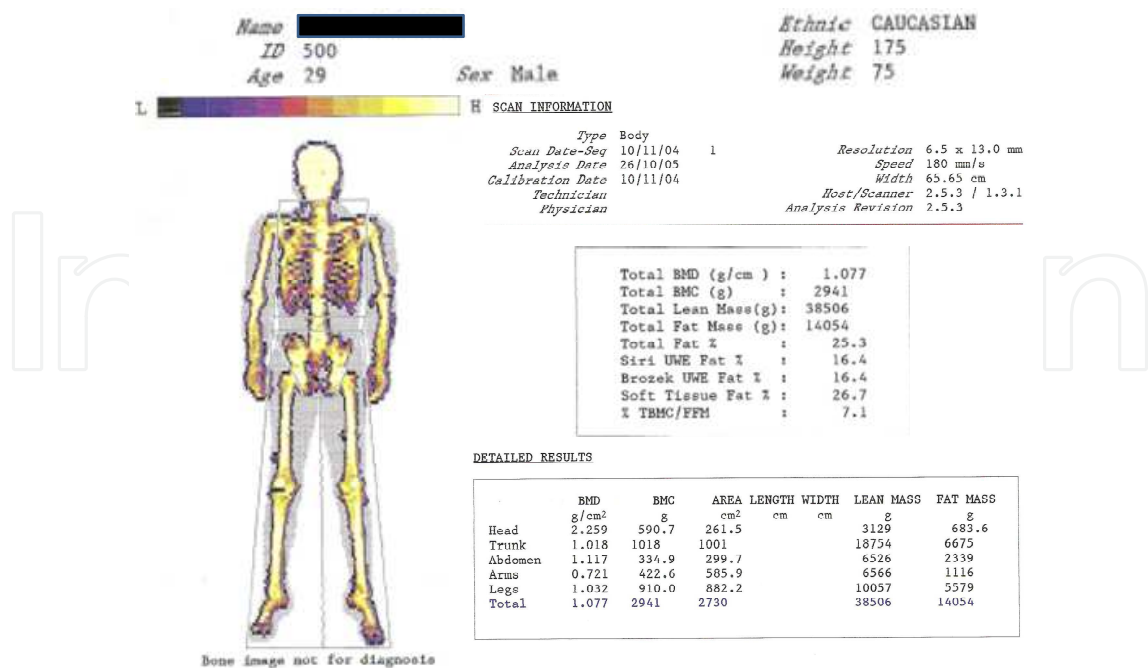 Name
ID 500
Age 29 Sex Male
Ethnic CAUCASIAN
Height 175
Weight 75
L H
SCAN INFORMATION
Type Body
Scan Date-Seq 10/11/04 1
Analysis Date 26/10/05
Calibration Date 10/11/04
Technician
Physician
Resolution 6.5 x 13.0 mm
Speed 180 mm/s
Width 65.65 cm
Host/Scanner 2.5.3 / 1.3.1
Analysis Revision 2.5.3
Total BMD (g/cm ) : 1.077
Total BMC (g) : 2941
Total Lean Mass(g): 38506
Total Fat Mass (g): 14054
Total Fat % : 25.3
Siri UWE Fat % : 16.4
Brozek UWE Fat % : 16.4
Soft Tissue Fat % : 26.7
% TBMC/FFM : 7.1
DETAILED RESULTS
BMD BMC AREA LENGTH WIDTH LEAN MASS FAT MASS
g/cm² g cm² cm cm g g
Head 2.259 590.7 261.5 3129 683.6
Trunk 1.018 1018 1001 18754 6675
Abdomen 1.117 334.9 299.7 6526 2339
Arms 0.721 422.6 585.9 6566 1116
Legs 1.032 910.0 882.2 10057 5579
Total 1.077 2941 2730 38506 14054
Bone image not for diagnosis